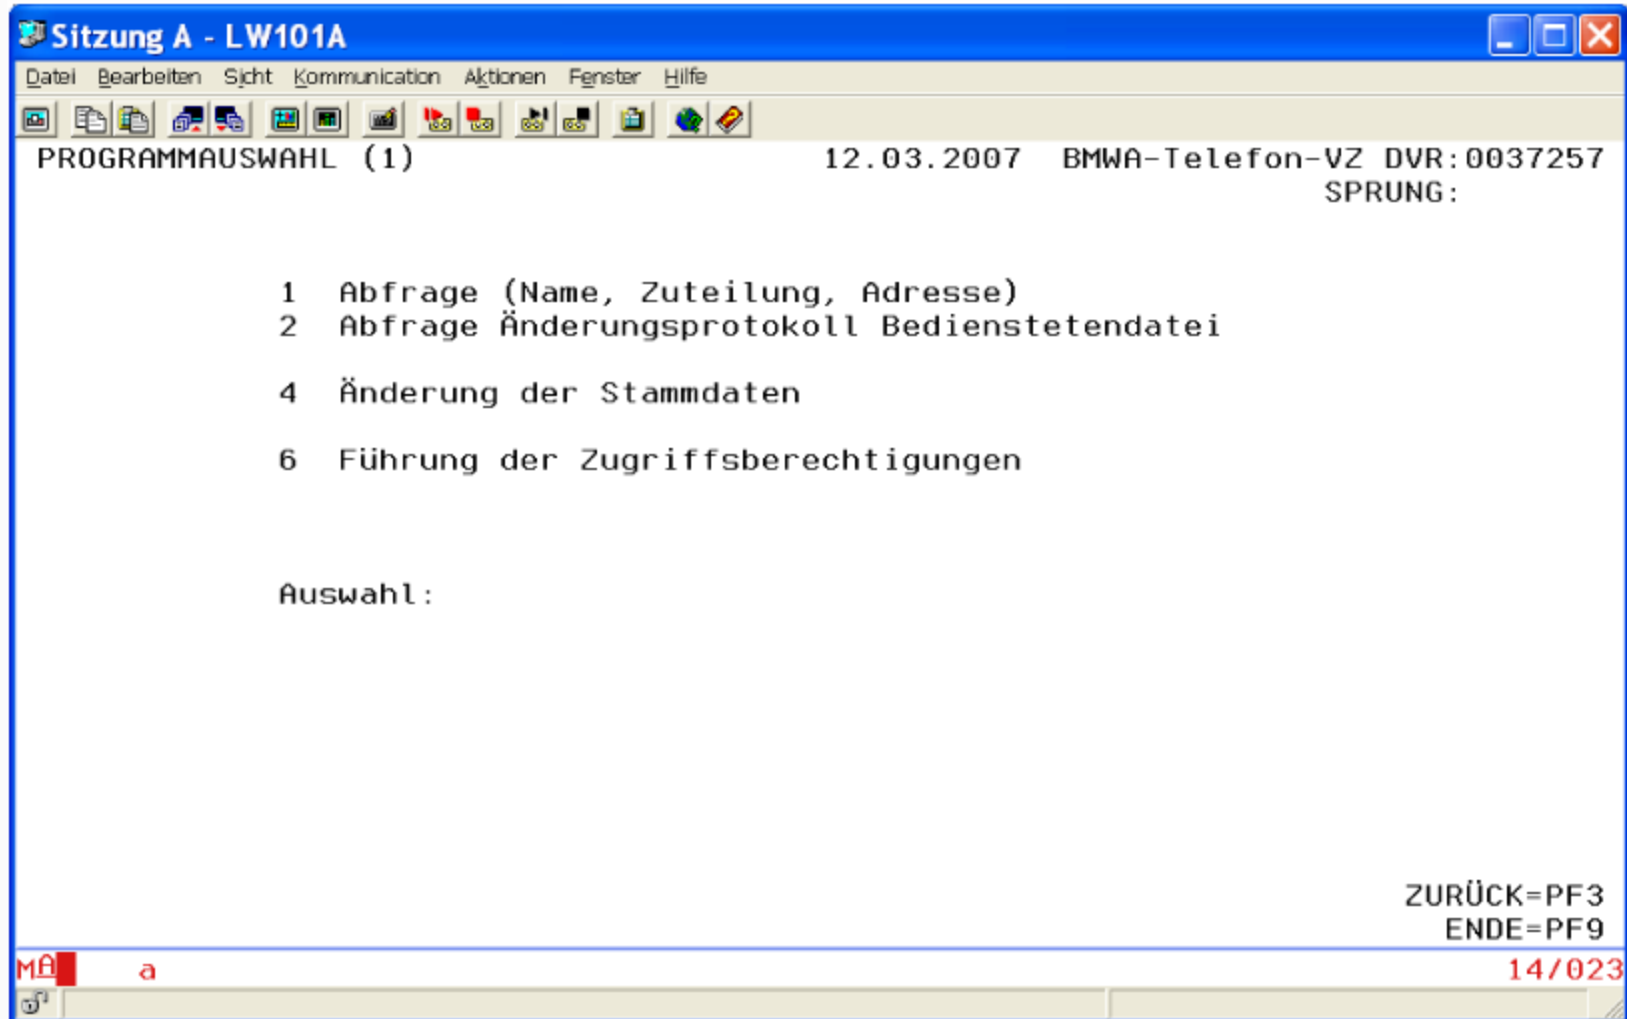 Sitzung A - LW101A
Datei Bearbeiten Sicht Kommunication Aktionen Fenster Hilfe
PROGRAMMAUSWAHL (1) 12.03.2007 BMWA-Telefon-VZ DVR:0037257
SPRUNG:
1 Abfrage (Name, Zuteilung, Adresse)
2 Abfrage Änderungsprotokoll Bedienstetendatei
4 Änderung der Stammdaten
6 Führung der Zugriffsberechtigungen
Auswahl:
ZURÜCK=PF3
ENDE=PF9
MA a 14/023